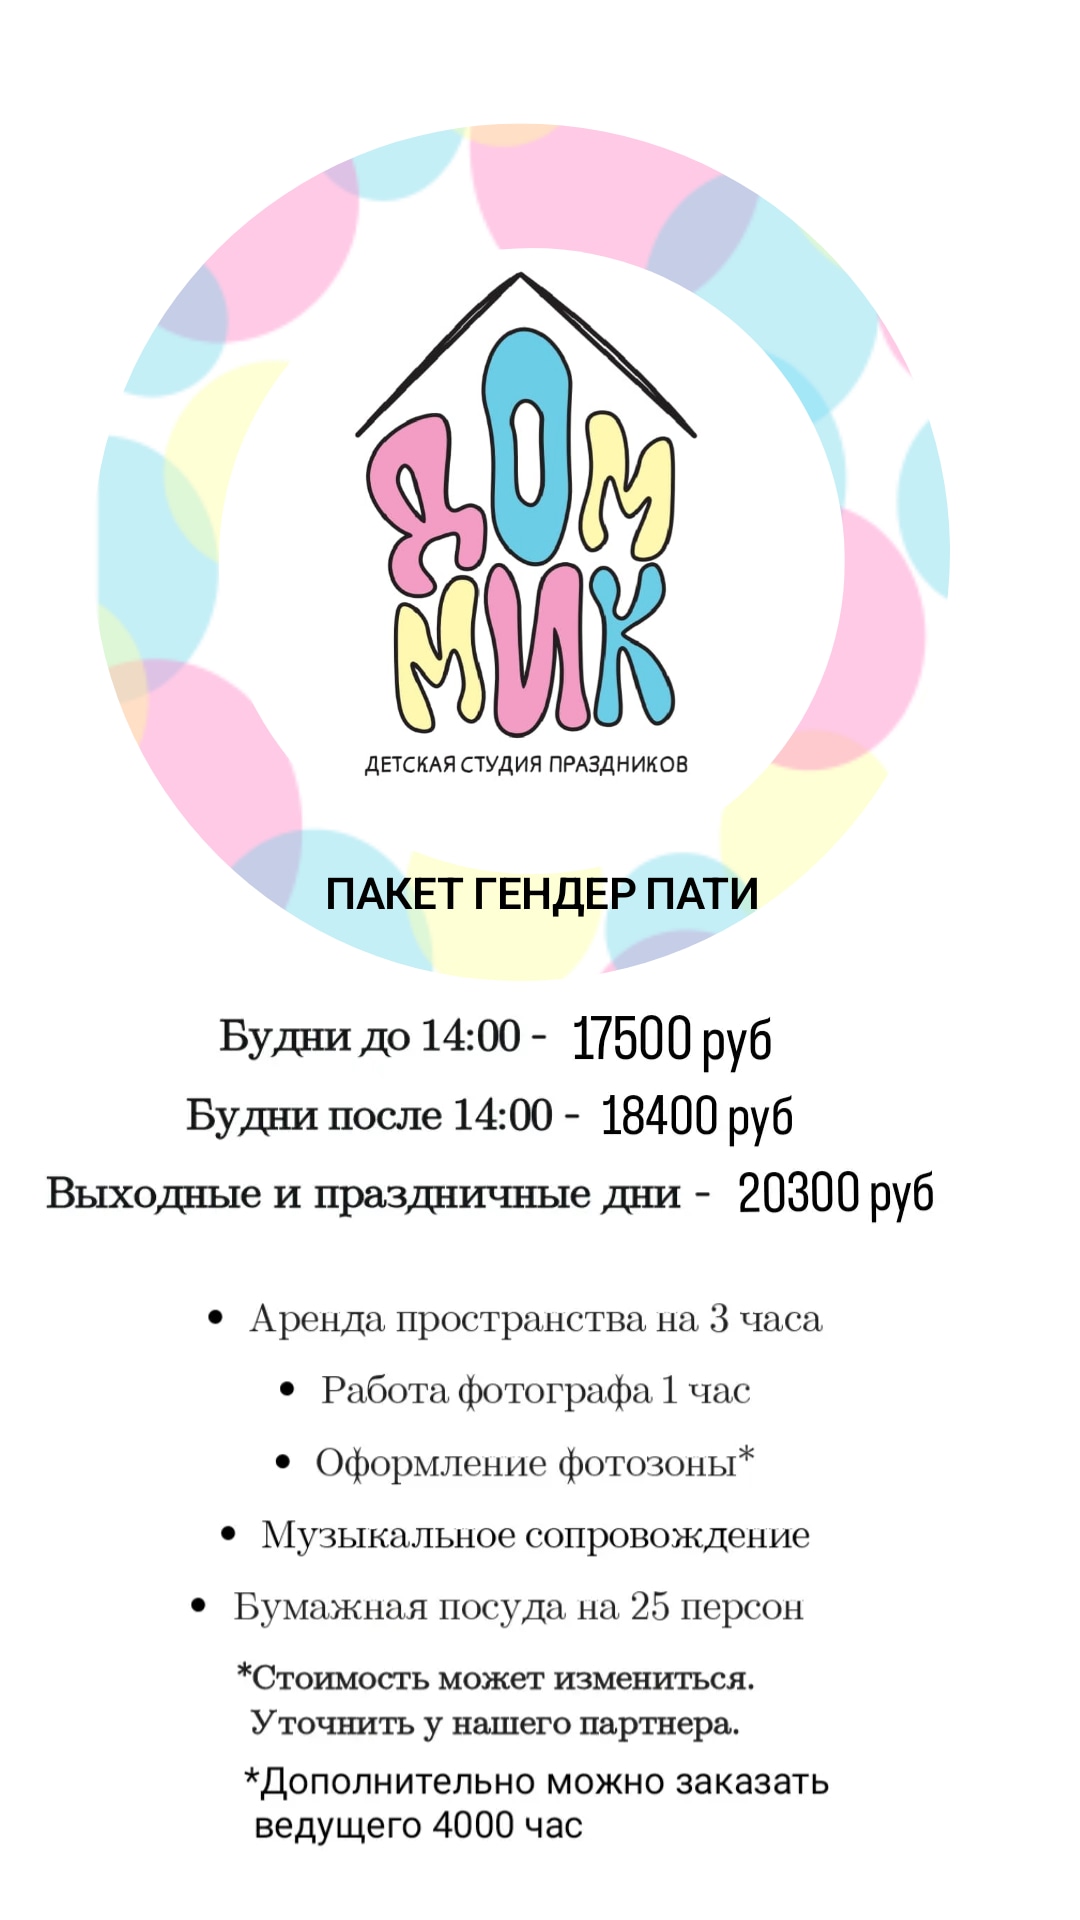 ДОМ
МИК
ДЕТСКАЯ СТУДИЯ ПРАЗДНИКОВ
ПАКЕТ ГЕНДЕР ПАТИ
Будни до 14:00 - 17500 руб
Будни после 14:00 - 18400 руб
Выходные и праздничные дни - 20300 руб
• Аренда пространства на 3 часа
• Работа фотографа 1 час
• Оформление фотозоны*
• Музыкальное сопровождение
• Бумажная посуда на 25 персон
*Стоимость может измениться.
Уточнить у нашего партнера.
*Дополнительно можно заказать
ведущего 4000 час